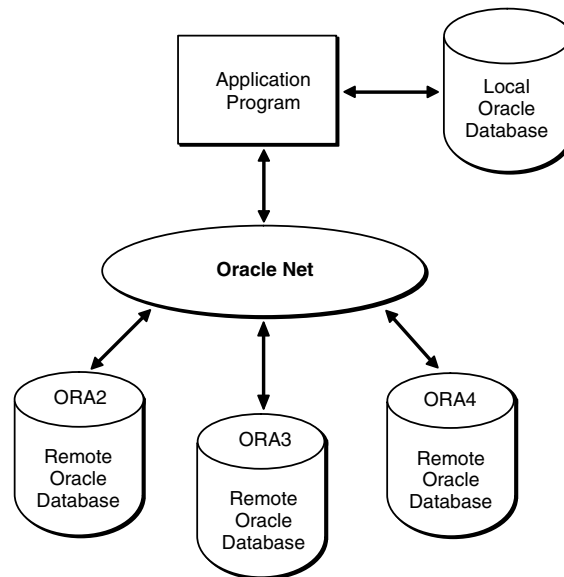 Application
Program
Local
Oracle
Database
Oracle Net
ORA2
Remote
Oracle
Database
ORA3
Remote
Oracle
Database
ORA4
Remote
Oracle
Database